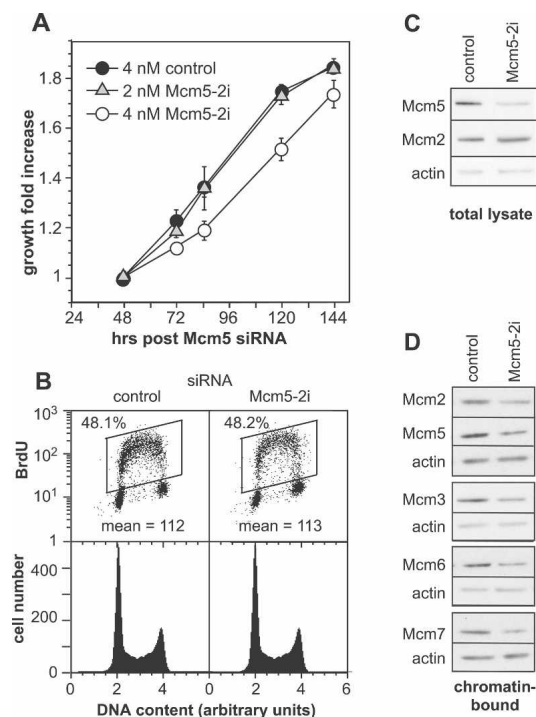 A
4 nM control
2 nM Mcm5-2i
4 nM Mcm5-2i
growth fold increase
1.8
1.6
1.4
1.2
1
24 48 72 96 120 144
hrs post Mcm5 siRNA
B
siRNA
control Mcm5-2i
BrdU
10³
10²
10¹
1
48.1% 48.2%
mean = 112 mean = 113
cell number
400
200
0
0 2 4 0 2 4 6
DNA content (arbitrary units)
C
control Mcm5-2i
Mcm5
Mcm2
actin
total lysate
D
control Mcm5-2i
Mcm2
Mcm5
actin
Mcm3
actin
Mcm6
actin
Mcm7
actin
chromatin-
bound